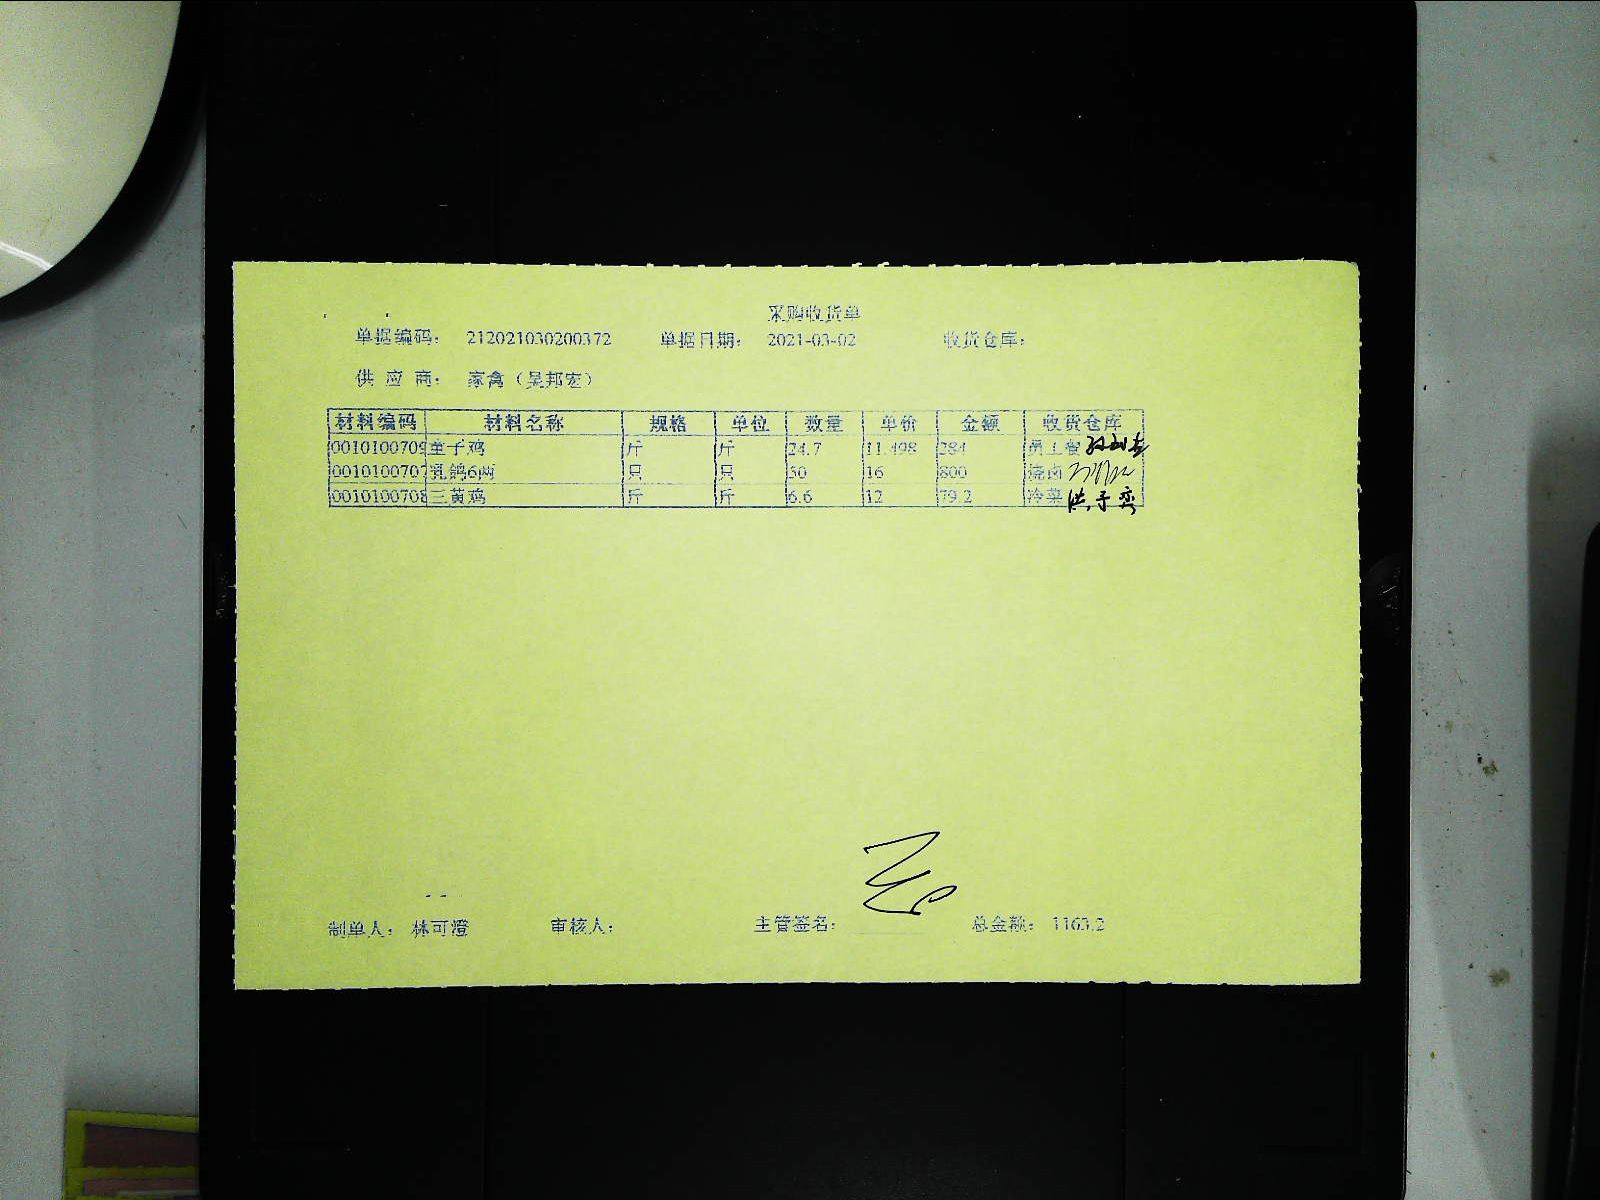 采购收货单
单据编码： 212021030200372 单据日期： 2021-03-02 收货仓库：
供 应 商： 家禽（吴邦宏）
材料编码 材料名称 规格 单位 数量 单价 金额 收货仓库
0010100709 童子鸡 斤 斤 24.7 11.498 284 员工餐
0010100707 乳鸽6两 只 只 50 16 800 烧卤
0010100708 三黄鸡 斤 斤 6.6 12 79.2 冷菜
制单人： 林可澄 审核人： 主管签名： 总金额： 1163.2